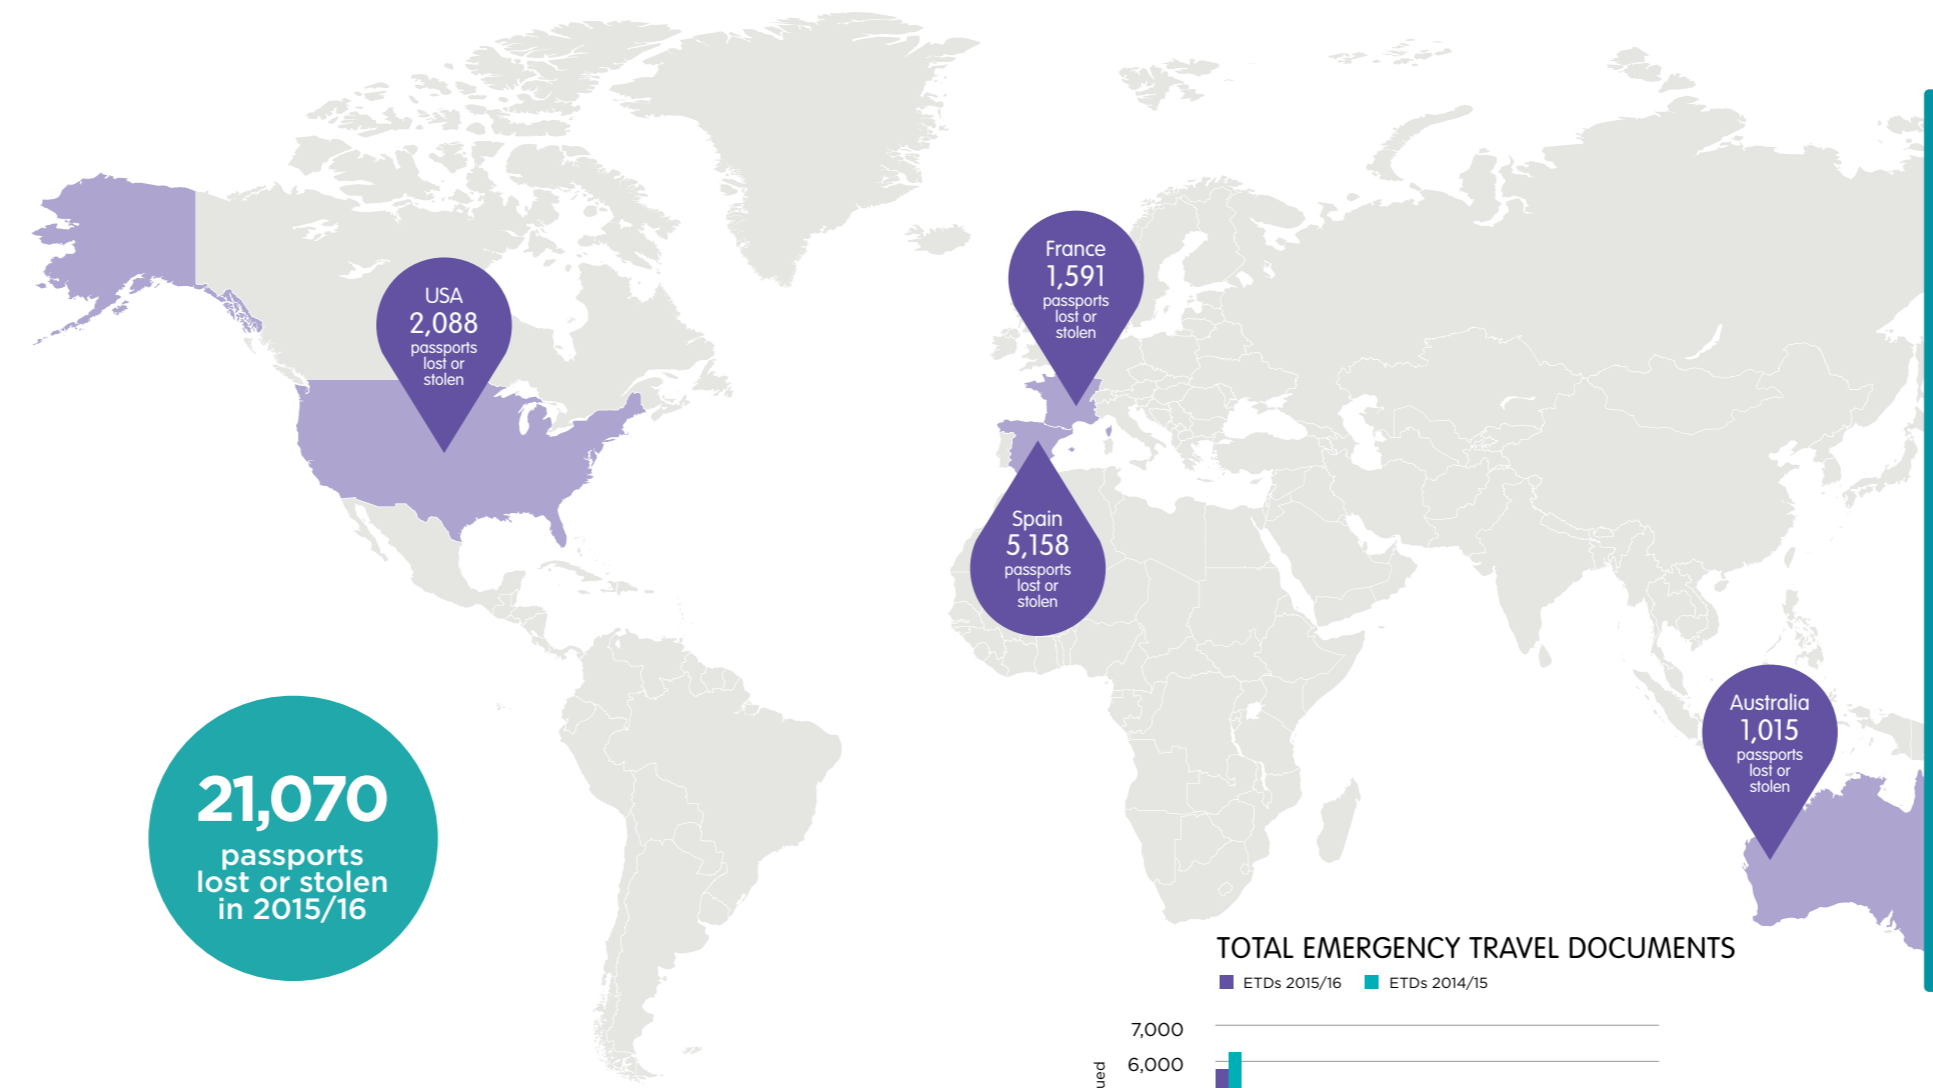 France
1,591
passports
lost or
stolen
USA
2,088
passports
lost or
stolen
Spain
5,158
passports
lost or
stolen
Australia
1,015
passports
lost or
stolen
21,070
passports
lost or stolen
in 2015/16
TOTAL EMERGENCY TRAVEL DOCUMENTS
ETDs 2015/16 ETDs 2014/15
7,000
6,000